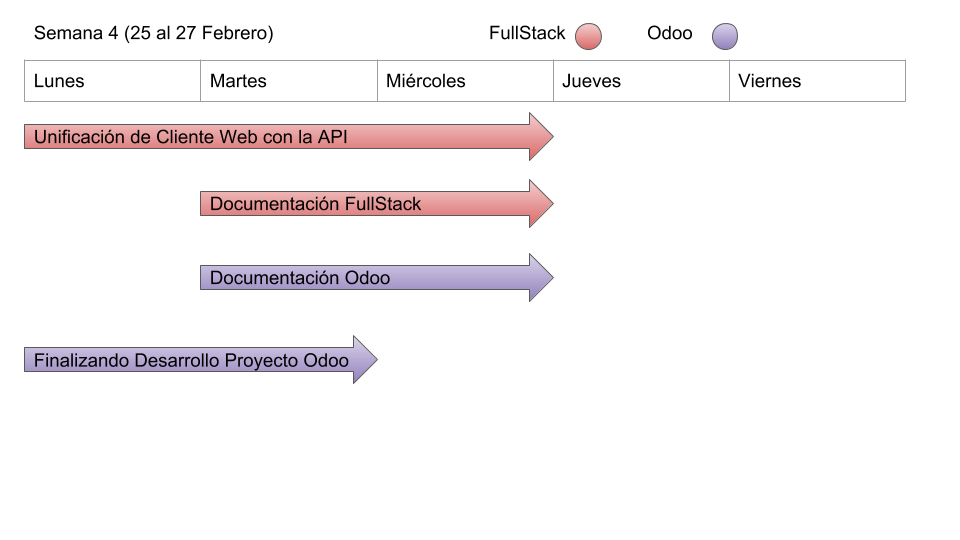 Semana 4 (25 al 27 Febrero)
FullStack
Odoo
Lunes
Martes
Miércoles
Jueves
Viernes
Unificación de Cliente Web con la API
Documentación FullStack
Documentación Odoo
Finalizando Desarrollo Proyecto Odoo